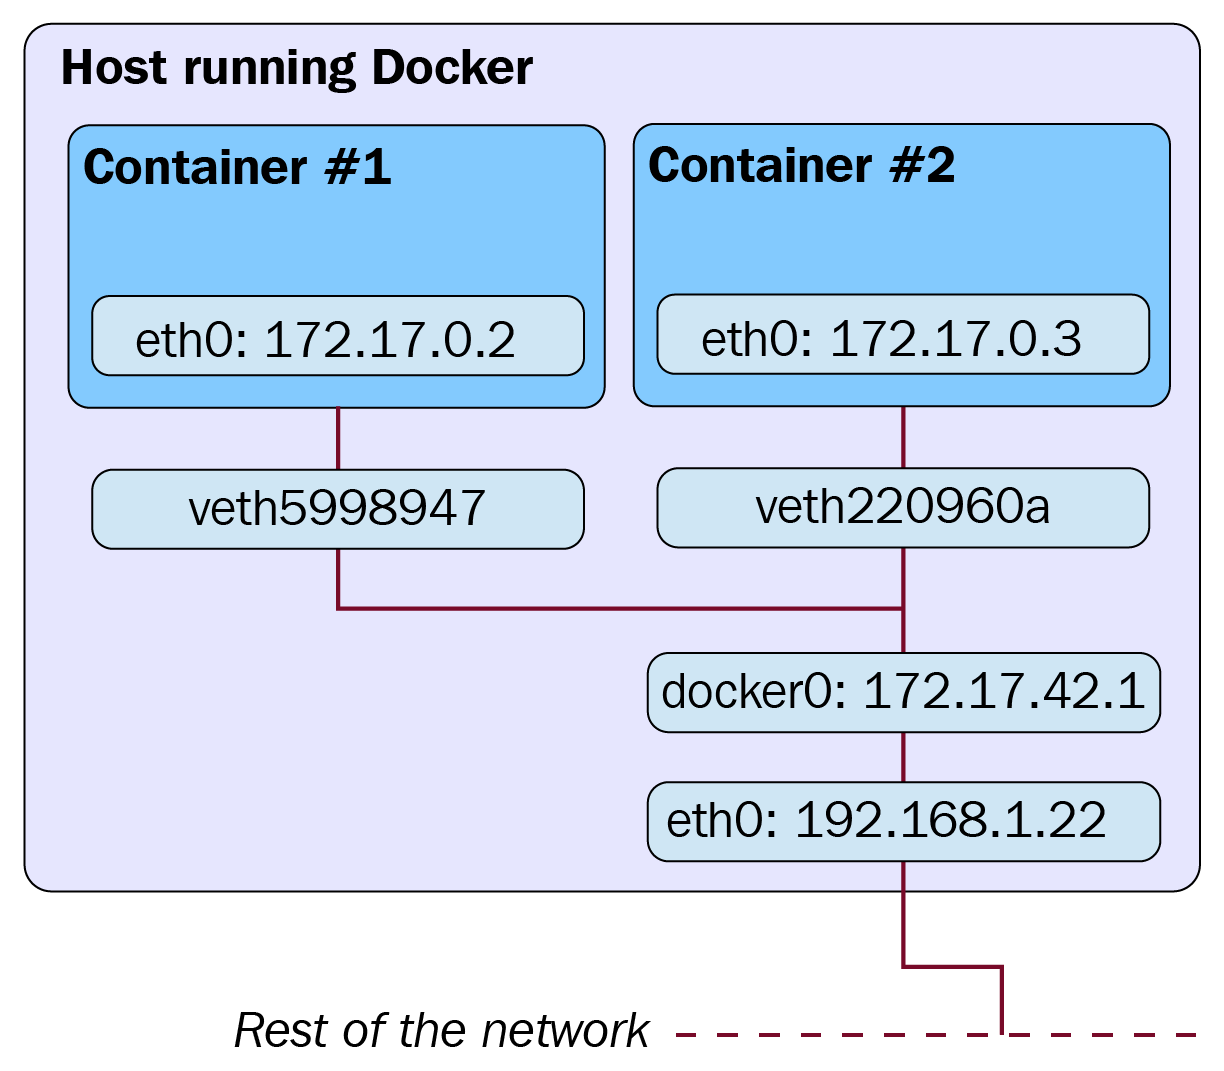 Host running Docker
Container #1
Container #2
eth0: 172.17.0.2
eth0: 172.17.0.3
veth5998947
veth220960a
docker0: 172.17.42.1
eth0: 192.168.1.22
Rest of the network